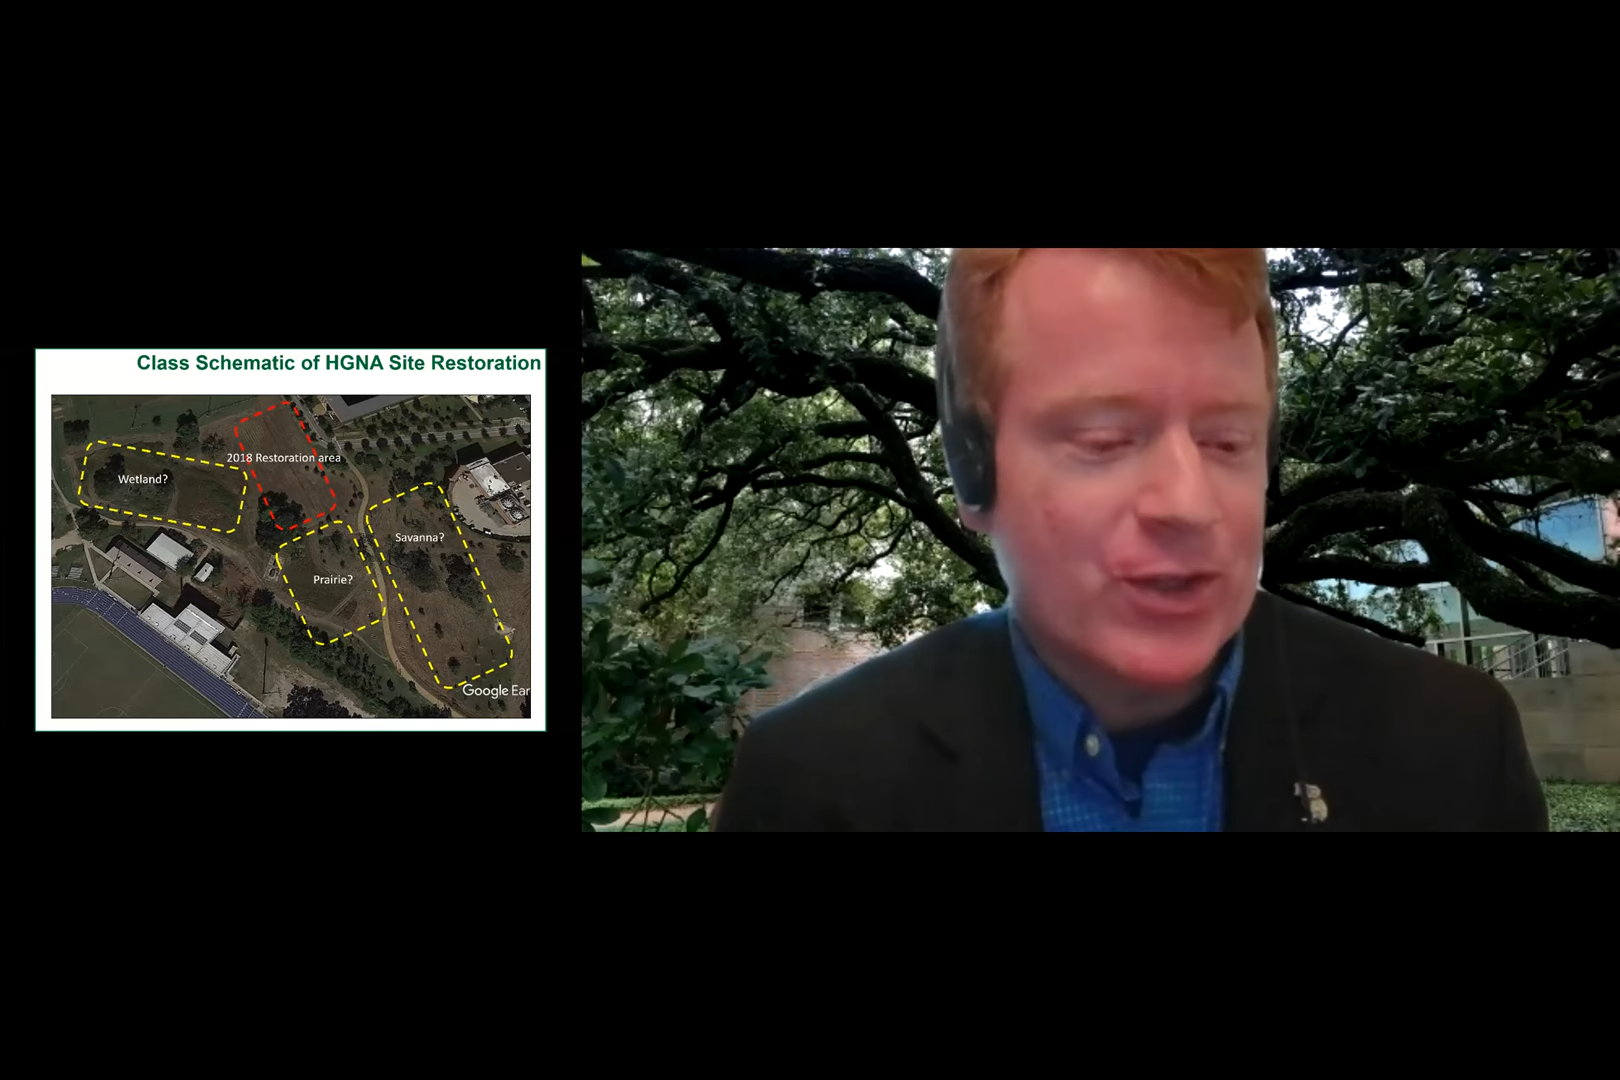 Class Schematic of HGNA Site Restoration
2018 Restoration area
Wetland?
Savanna?
Prairie?
Google Ear